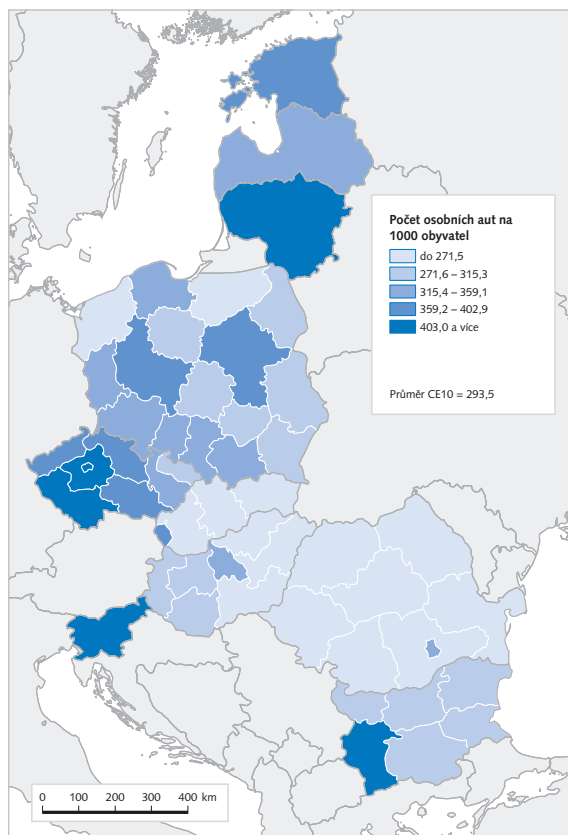 Počet osobních aut na
1000 obyvatel
do 271,5
271,6 – 315,3
315,4 – 359,1
359,2 – 402,9
403,0 a více
Průměr CE10 = 293,5
0 100 200 300 400 km